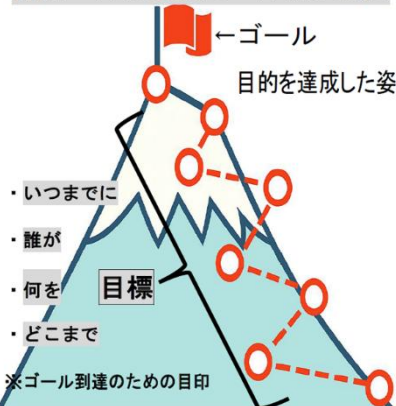 ←ゴール
目的を達成した姿
・いつまでに
・誰が
・何を
目標
・どこまで
※ゴール到達のための目印